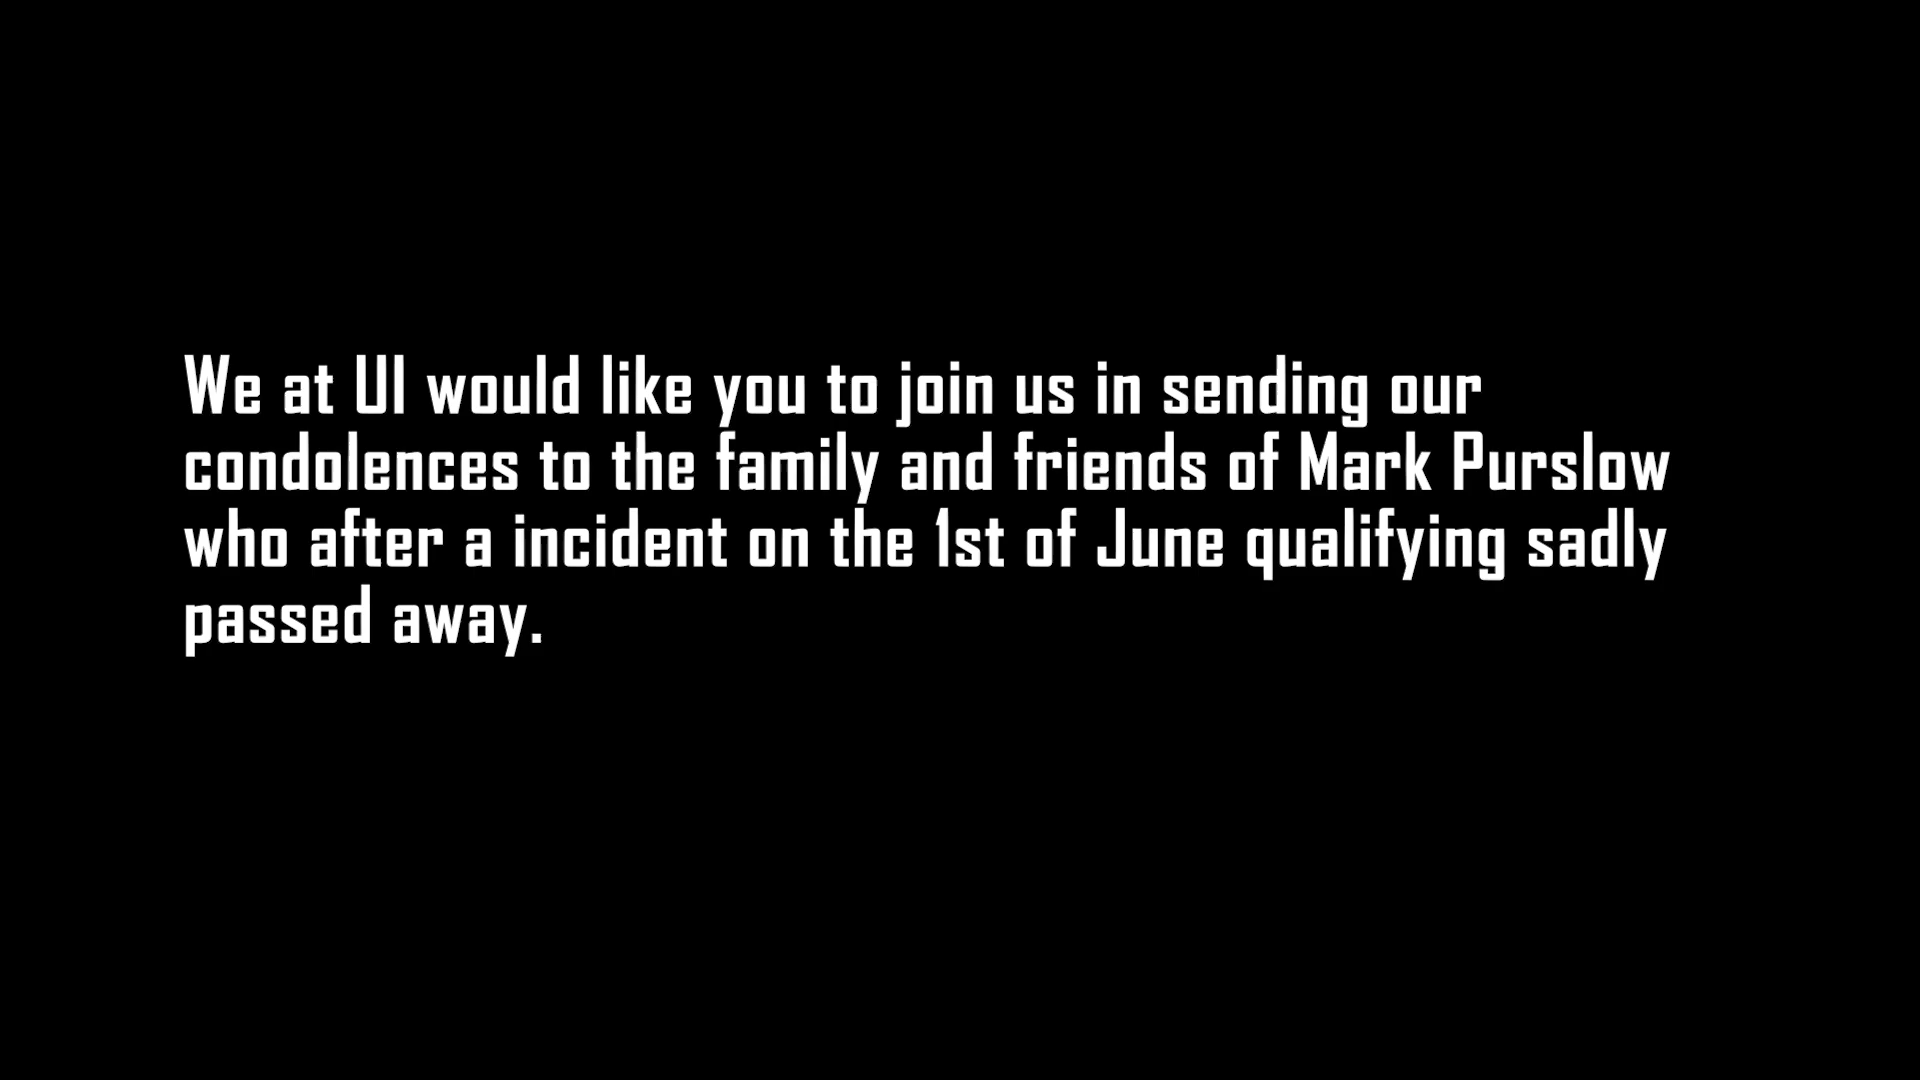 We at UI would like you to join us in sending our
condolences to the family and friends of Mark Purslow
who after a incident on the 1st of June qualifying sadly
passed away.